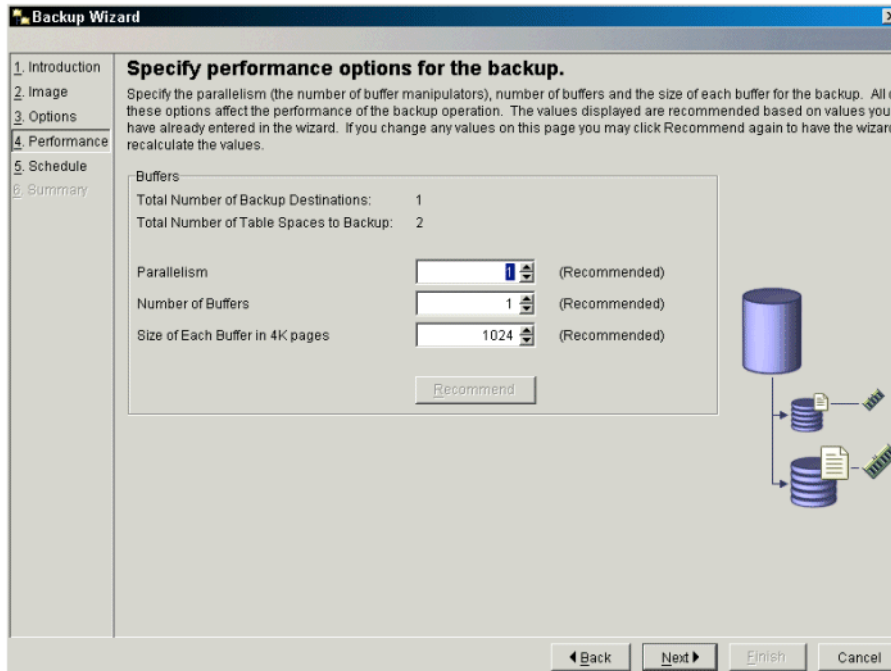 Backup Wizard
1. Introduction
2. Image
3. Options
4. Performance
5. Schedule
6. Summary
Specify performance options for the backup.
Specify the parallelism (the number of buffer manipulators), number of buffers and the size of each buffer for the backup. All
these options affect the performance of the backup operation. The values displayed are recommended based on values you
have already entered in the wizard. If you change any values on this page you may click Recommend again to have the wizard
recalculate the values.
Buffers
Total Number of Backup Destinations: 1
Total Number of Table Spaces to Backup: 2
Parallelism 1 (Recommended)
Number of Buffers 1 (Recommended)
Size of Each Buffer in 4K pages 1024 (Recommended)
Recommend
Back Next Finish Cancel